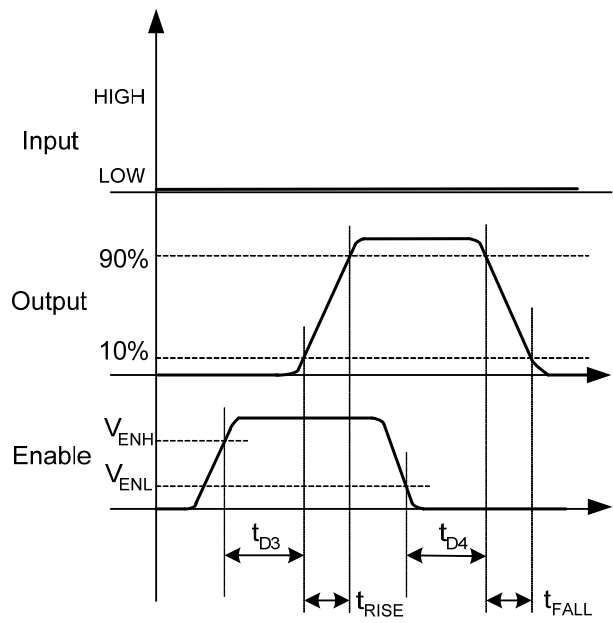 HIGH
Input
LOW
90%
Output
10%
VENH
Enable
VENL
tD3
tD4
tRISE
tFALL